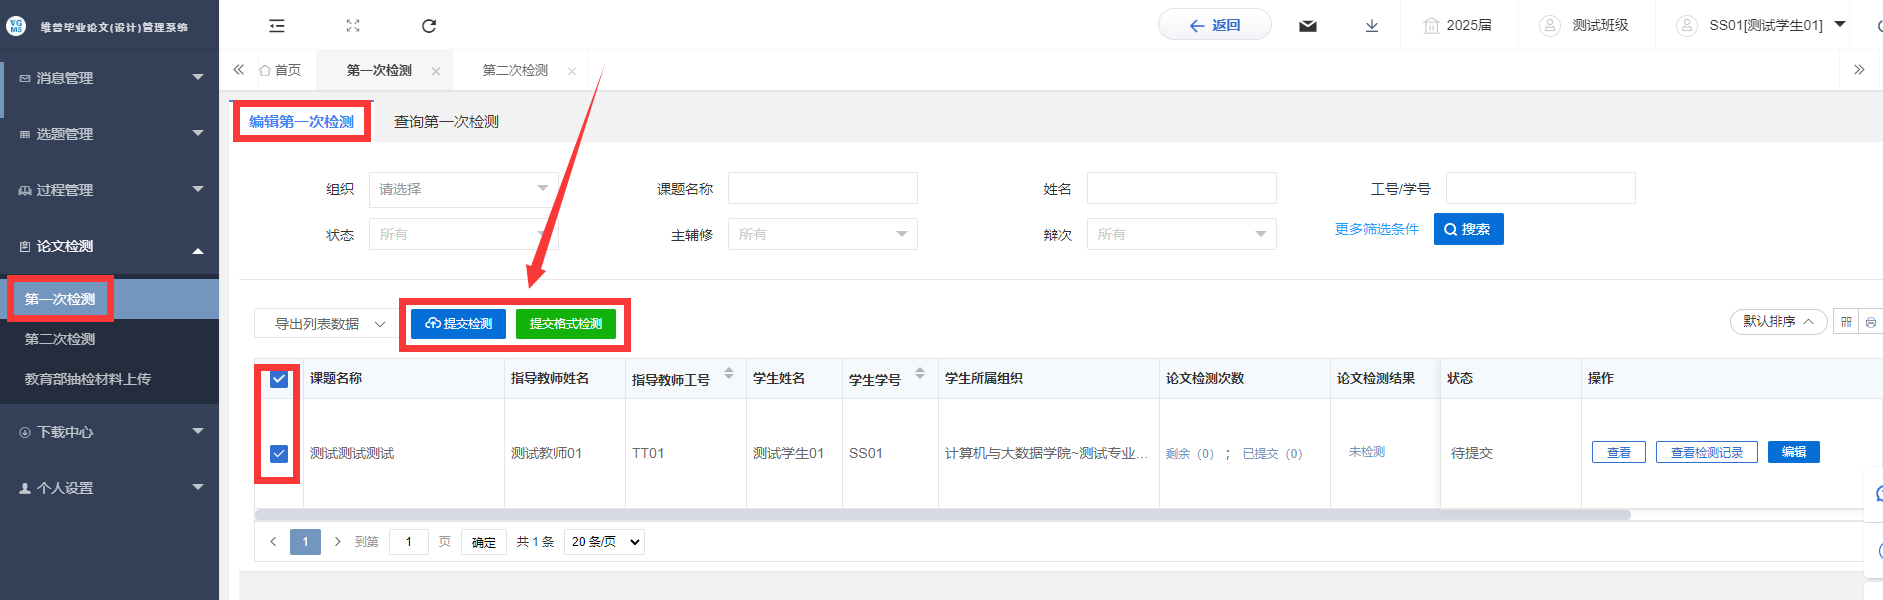 VG
MS
维普毕业论文(设计)管理系统
返回
2025届
测试班级
SS01[测试学生01]
消息管理
选题管理
过程管理
论文检测
第一次检测
第二次检测
教育部抽检材料上传
下载中心
个人设置
首页
第一次检测
第二次检测
编辑第一次检测
查询第一次检测
组织
请选择
课题名称
姓名
工号/学号
状态
所有
主辅修
所有
辩次
所有
更多筛选条件
搜索
导出列表数据
提交检测
提交格式检测
默认排序
课题名称
指导教师姓名
指导教师工号
学生姓名
学生学号
学生所属组织
论文检测次数
论文检测结果
状态
操作
测试测试测试
测试教师01
TT01
测试学生01
SS01
计算机与大数据学院~测试专业...
剩余（0）； 已提交（0）
未检测
待提交
查看
查看检测记录
编辑
1
到第
1
页
确定
共 1 条
20 条/页